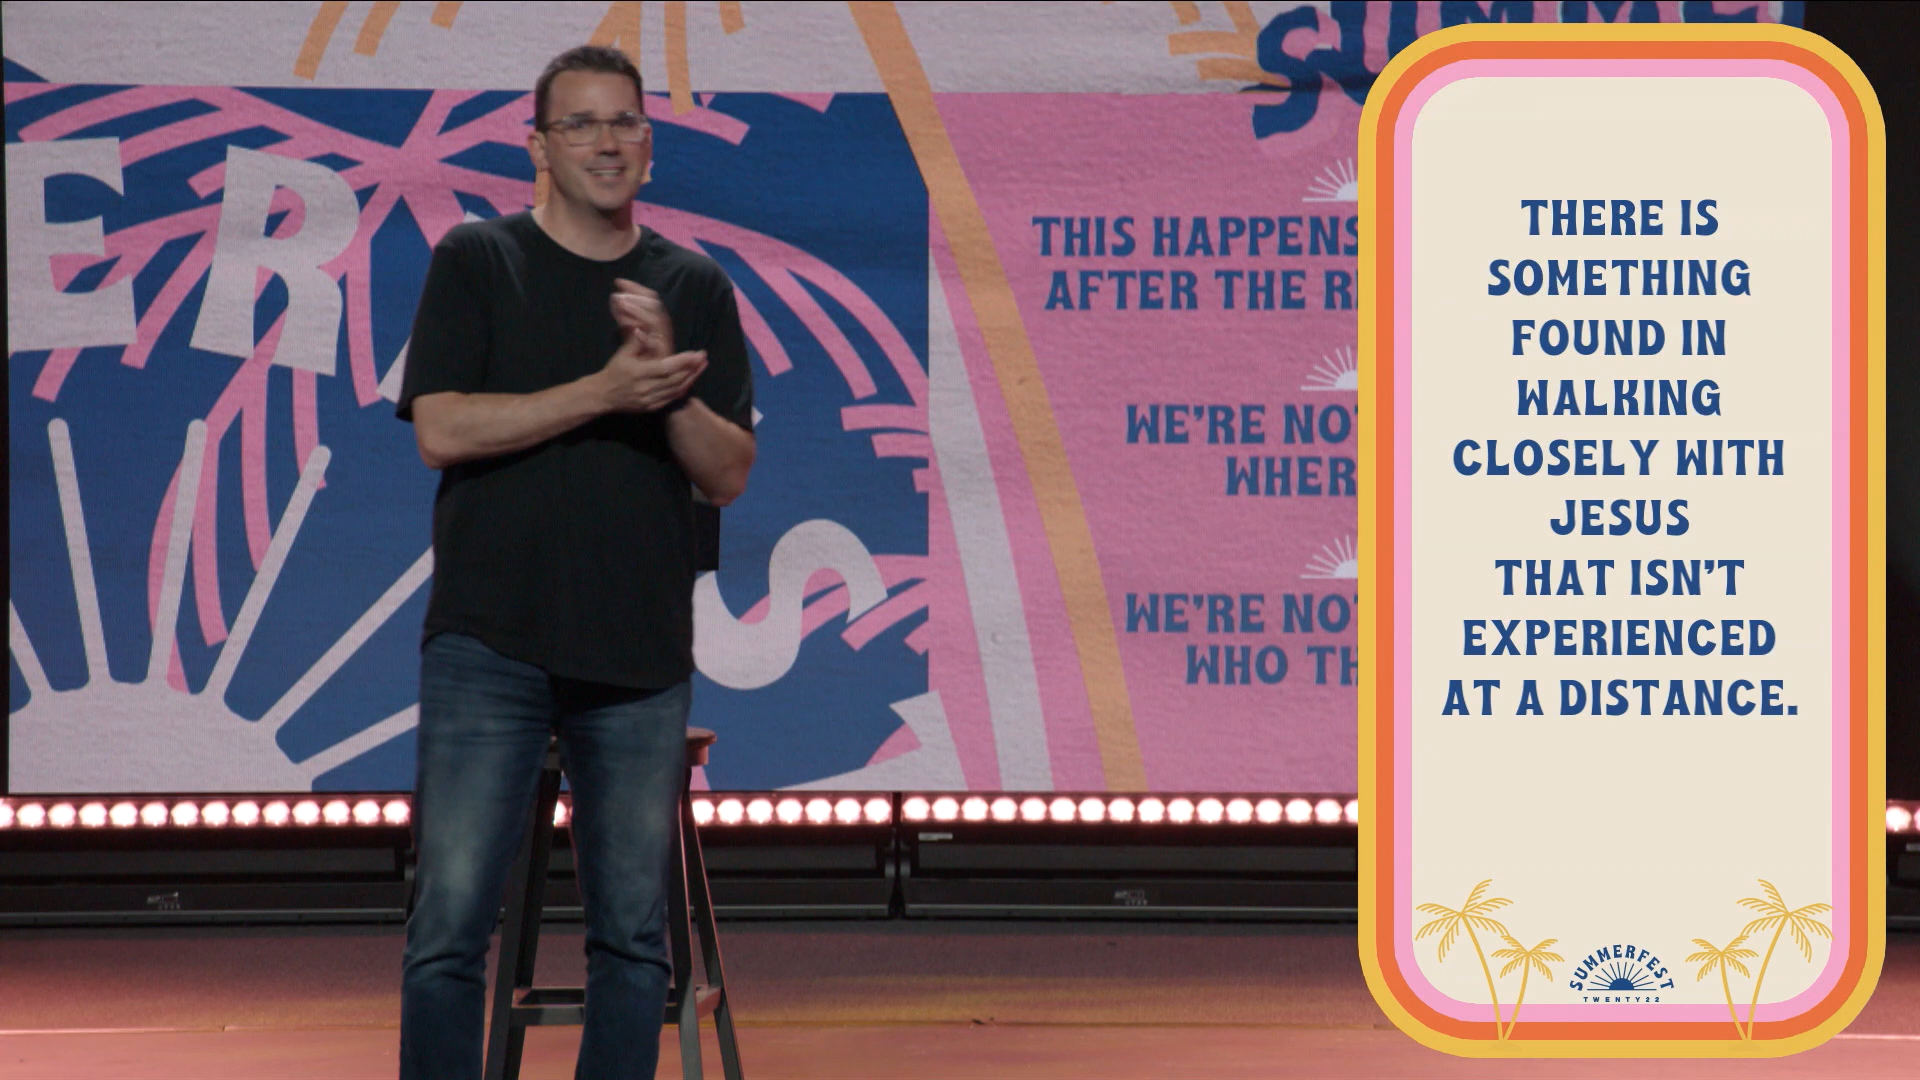 SUMME
ER
S
THIS HAPPENS
AFTER THE R
WE'RE NO
WHER
WE'RE NO
WHO TH
THERE IS
SOMETHING
FOUND IN
WALKING
CLOSELY WITH
JESUS
THAT ISN'T
EXPERIENCED
AT A DISTANCE.
SUMMERFEST
TWENTY22